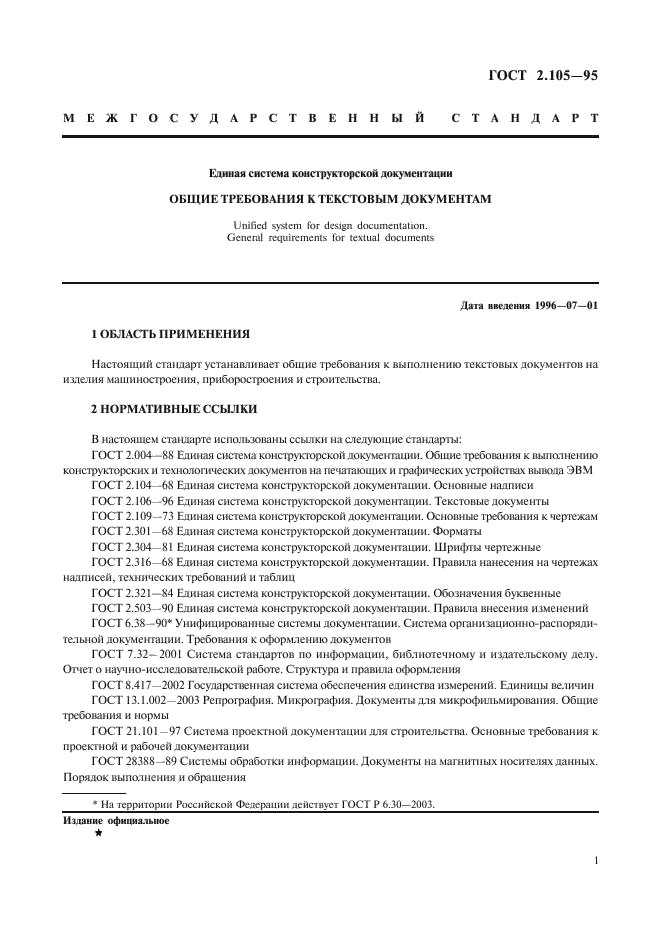 ГОСТ 2.105—95
МЕЖГОСУДАРСТВЕННЫЙ СТАНДАРТ
Единая система конструкторской документации
ОБЩИЕ ТРЕБОВАНИЯ К ТЕКСТОВЫМ ДОКУМЕНТАМ
Unified system for design documentation.
General requirements for textual documents
Дата введения 1996—07—01
1 ОБЛАСТЬ ПРИМЕНЕНИЯ
Настоящий стандарт устанавливает общие требования к выполнению текстовых документов на
изделия машиностроения, приборостроения и строительства.
2 НОРМАТИВНЫЕ ССЫЛКИ
В настоящем стандарте использованы ссылки на следующие стандарты:
ГОСТ 2.004—88 Единая система конструкторской документации. Общие требования к выполнению
конструкторских и технологических документов на печатающих и графических устройствах вывода ЭВМ
ГОСТ 2.104—68 Единая система конструкторской документации. Основные надписи
ГОСТ 2.106—96 Единая система конструкторской документации. Текстовые документы
ГОСТ 2.109—73 Единая система конструкторской документации. Основные требования к чертежам
ГОСТ 2.301—68 Единая система конструкторской документации. Форматы
ГОСТ 2.304—81 Единая система конструкторской документации. Шрифты чертежные
ГОСТ 2.316—68 Единая система конструкторской документации. Правила нанесения на чертежах
надписей, технических требований и таблиц
ГОСТ 2.321—84 Единая система конструкторской документации. Обозначения буквенные
ГОСТ 2.503—90 Единая система конструкторской документации. Правила внесения изменений
ГОСТ 6.38—90* Унифицированные системы документации. Система организационно-распоряди-
тельной документации. Требования к оформлению документов
ГОСТ 7.32—2001 Система стандартов по информации, библиотечному и издательскому делу.
Отчет о научно-исследовательской работе. Структура и правила оформления
ГОСТ 8.417—2002 Государственная система обеспечения единства измерений. Единицы величин
ГОСТ 13.1.002—2003 Репрография. Микрография. Документы для микрофильмирования. Общие
требования и нормы
ГОСТ 21.101—97 Система проектной документации для строительства. Основные требования к
проектной и рабочей документации
ГОСТ 28388—89 Системы обработки информации. Документы на магнитных носителях данных.
Порядок выполнения и обращения
* На территории Российской Федерации действует ГОСТ Р 6.30—2003.
Издание официальное
★
1